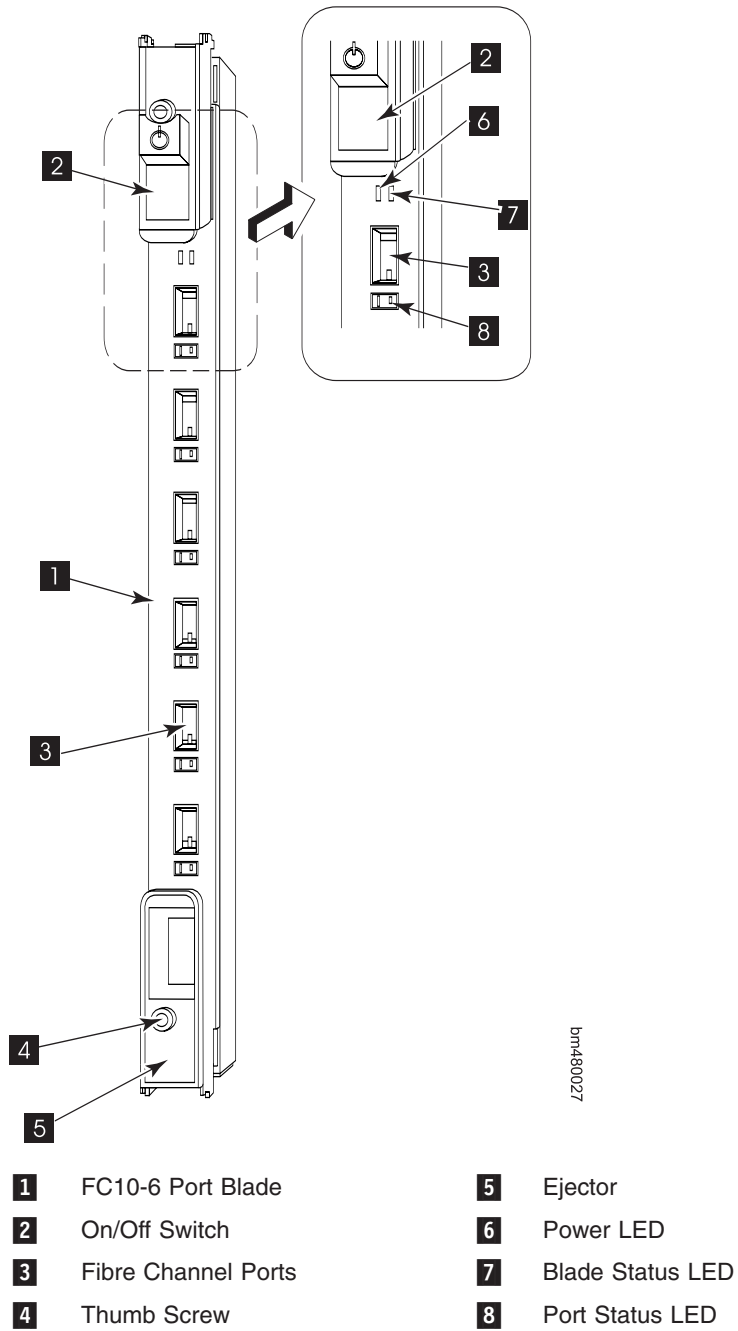 2
6
2
7
3
8
1
3
4
5
bm480027
1 FC10-6 Port Blade 5 Ejector
2 On/Off Switch 6 Power LED
3 Fibre Channel Ports 7 Blade Status LED
4 Thumb Screw 8 Port Status LED